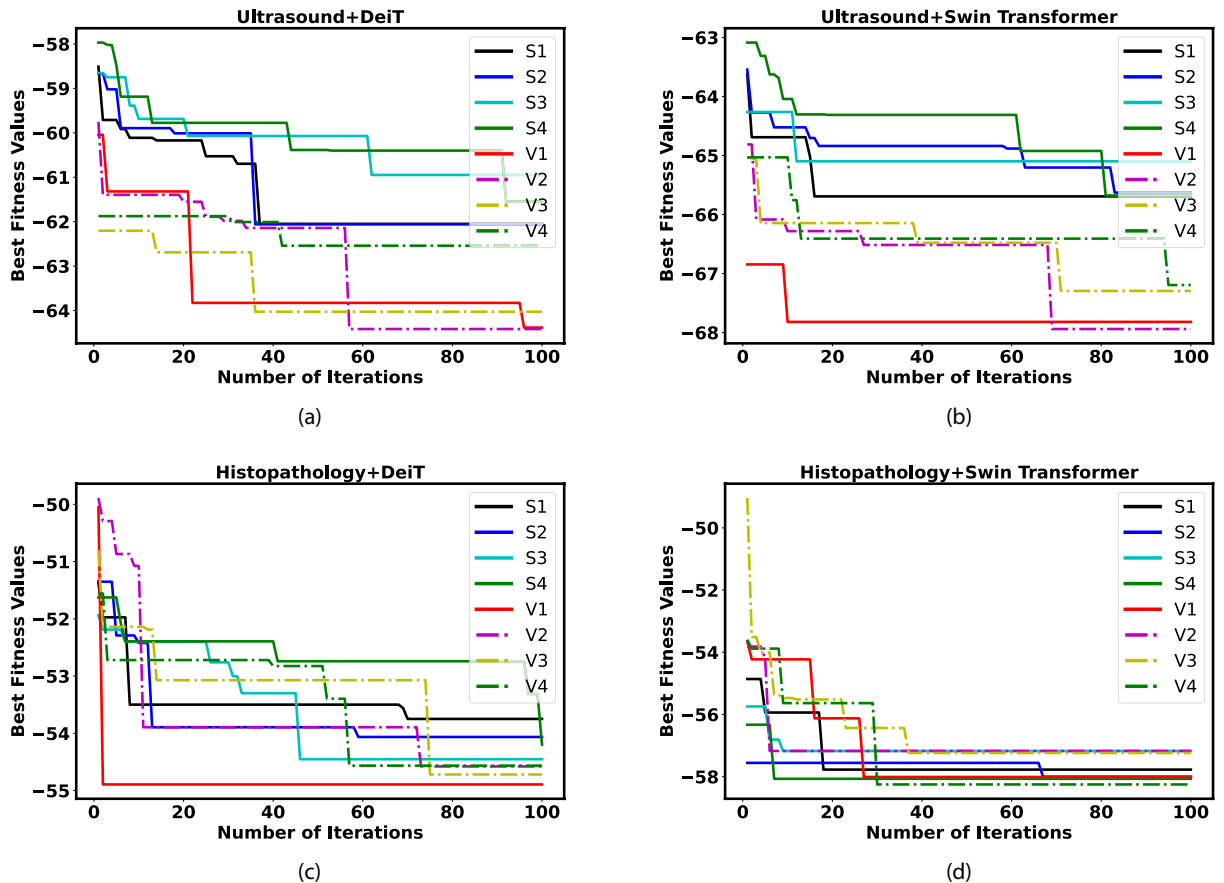 Ultrasound+DeiT
Best Fitness Values
−58
−59
−60
−61
−62
−63
−64
S1
S2
S3
S4
V1
V2
V3
V4
0 20 40 60 80 100
Number of Iterations
(a)
Ultrasound+Swin Transformer
Best Fitness Values
−63
−64
−65
−66
−67
−68
S1
S2
S3
S4
V1
V2
V3
V4
0 20 40 60 80 100
Number of Iterations
(b)
Histopathology+DeiT
Best Fitness Values
−50
−51
−52
−53
−54
−55
S1
S2
S3
S4
V1
V2
V3
V4
0 20 40 60 80 100
Number of Iterations
(c)
Histopathology+Swin Transformer
Best Fitness Values
−50
−52
−54
−56
−58
S1
S2
S3
S4
V1
V2
V3
V4
0 20 40 60 80 100
Number of Iterations
(d)